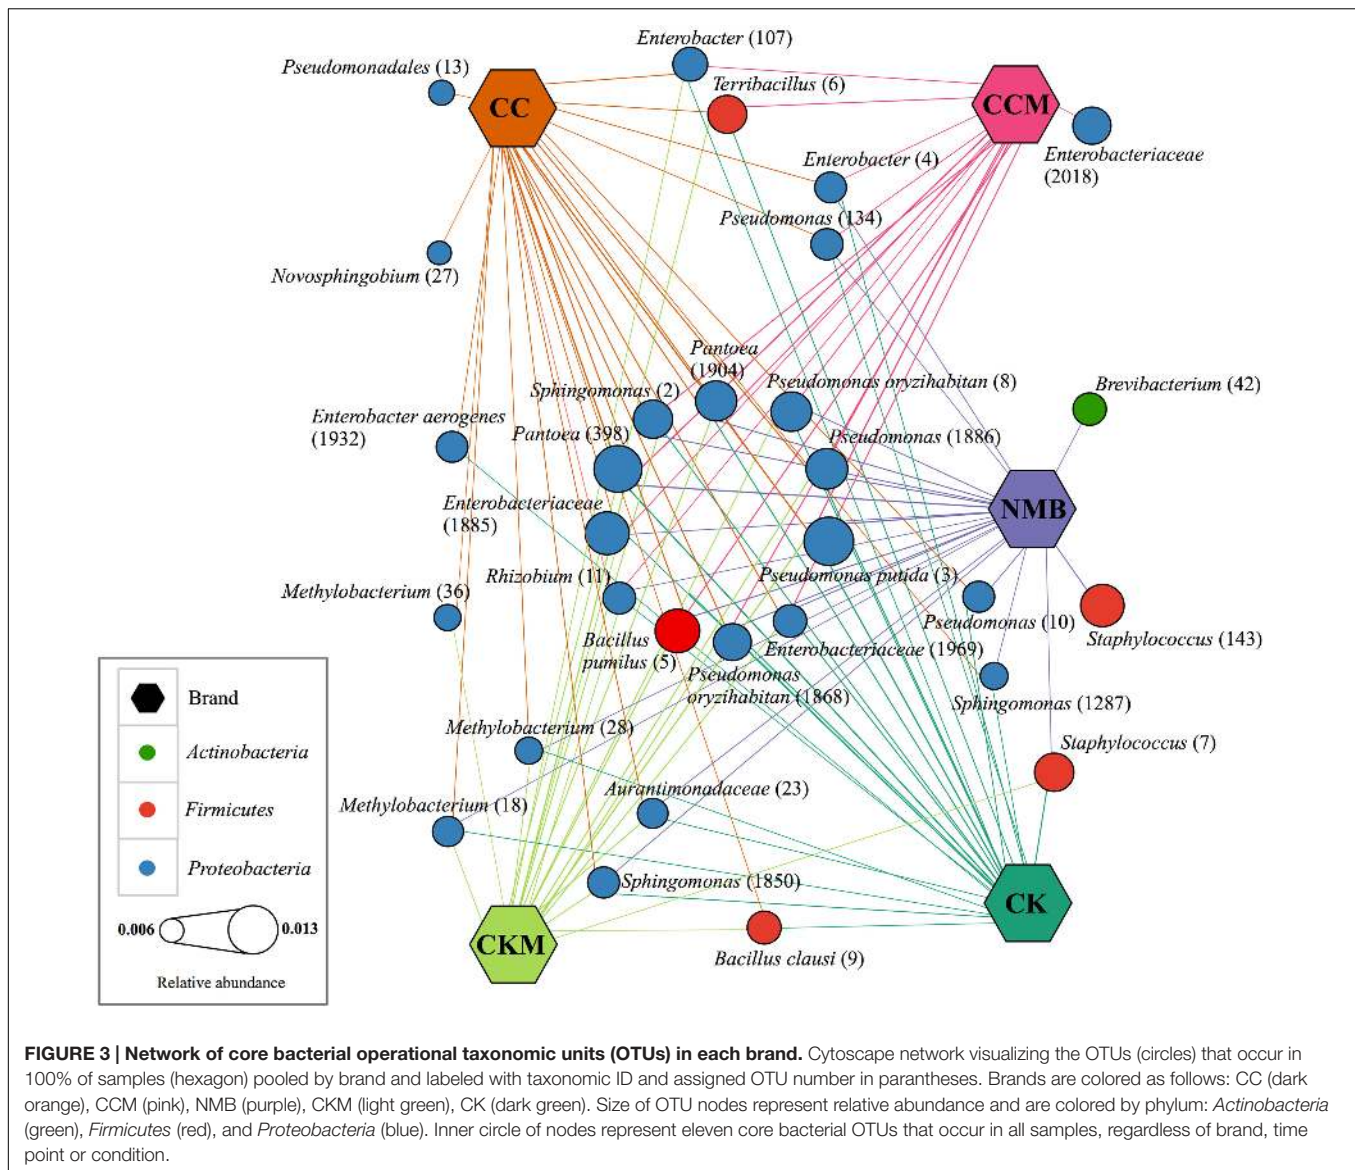 Enterobacter (107)
Pseudomonadales (13)
Terribacillus (6)
CC
CCM
Enterobacter (4)
Enterobacteriaceae
(2018)
Pseudomonas (134)
Novosphingobium (27)
Pantoea
(1904)
Sphingomonas (2)
Pseudomonas oryzihabitan (8)
Brevibacterium (42)
Enterobacter aerogenes
(1932)
Pantoea (398)
Pseudomonas (1886)
Enterobacteriaceae
(1885)
NMB
Rhizobium (11)
Pseudomonas putida (3)
Methylobacterium (36)
Pseudomonas (10)
Staphylococcus (143)
Bacillus
pumilus (5)
Enterobacteriaceae (1969)
Pseudomonas
oryzihabitan (1868)
Sphingomonas (1287)
Methylobacterium (28)
Staphylococcus (7)
Aurantimonadaceae (23)
Methylobacterium (18)
Sphingomonas (1850)
CK
CKM
Bacillus clausi (9)
Brand
Actinobacteria
Firmicutes
Proteobacteria
0.006
0.013
Relative abundance
FIGURE 3 | Network of core bacterial operational taxonomic units (OTUs) in each brand. Cytoscape network visualizing the OTUs (circles) that occur in
100% of samples (hexagon) pooled by brand and labeled with taxonomic ID and assigned OTU number in parantheses. Brands are colored as follows: CC (dark
orange), CCM (pink), NMB (purple), CKM (light green), CK (dark green). Size of OTU nodes represent relative abundance and are colored by phylum: Actinobacteria
(green), Firmicutes (red), and Proteobacteria (blue). Inner circle of nodes represent eleven core bacterial OTUs that occur in all samples, regardless of brand, time
point or condition.